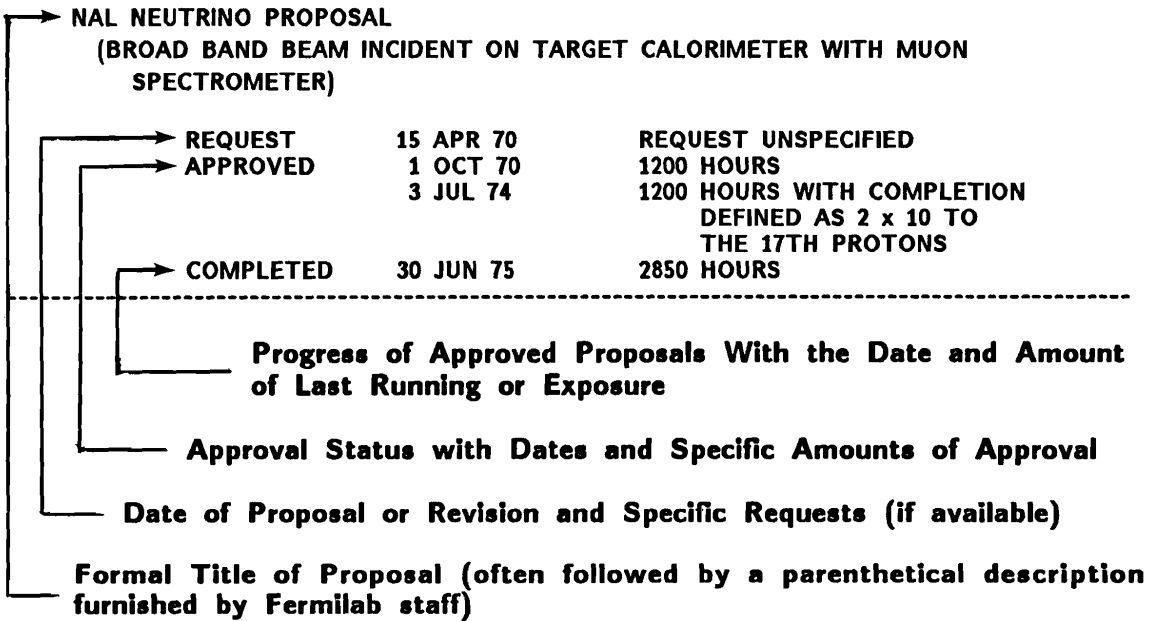 NAL NEUTRINO PROPOSAL
(BROAD BAND BEAM INCIDENT ON TARGET CALORIMETER WITH MUON
SPECTROMETER)
REQUEST 15 APR 70 REQUEST UNSPECIFIED
APPROVED 1 OCT 70 1200 HOURS
3 JUL 74 1200 HOURS WITH COMPLETION
DEFINED AS 2 x 10 TO
THE 17TH PROTONS
COMPLETED 30 JUN 75 2850 HOURS
Progress of Approved Proposals With the Date and Amount
of Last Running or Exposure
Approval Status with Dates and Specific Amounts of Approval
Date of Proposal or Revision and Specific Requests (if available)
Formal Title of Proposal (often followed by a parenthetical description
furnished by Fermilab staff)